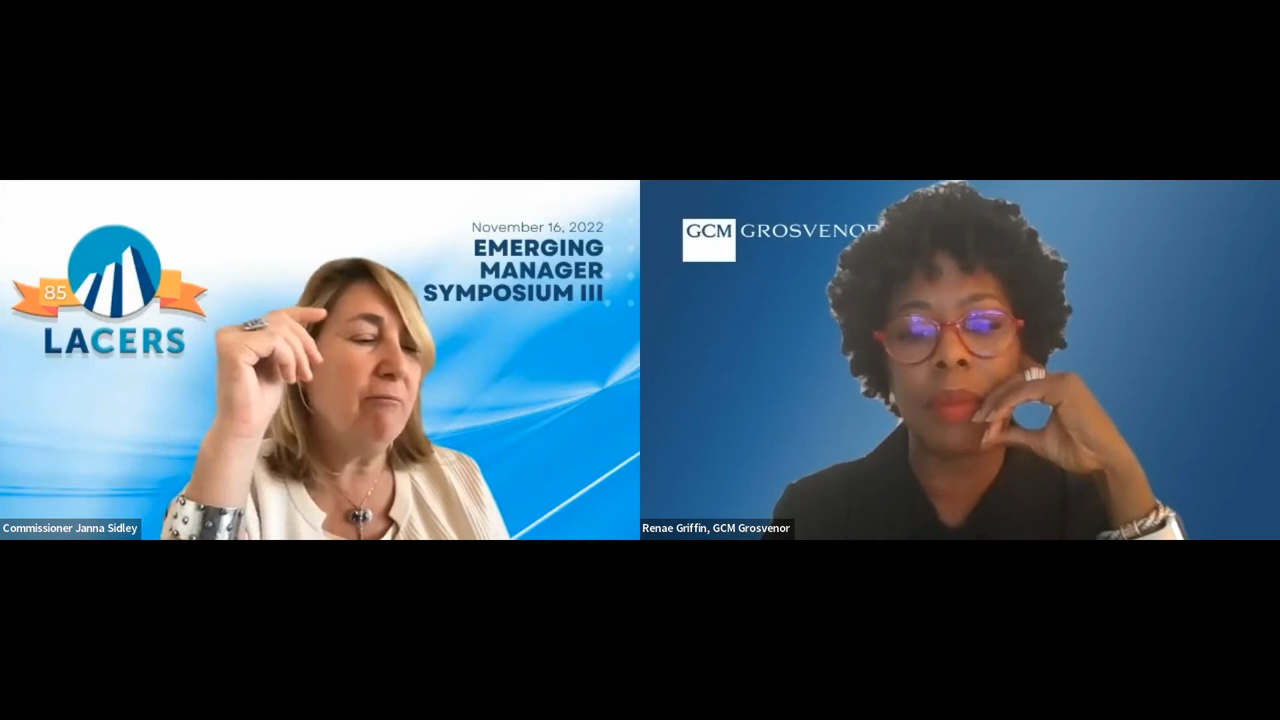 November 16, 2022
EMERGING
MANAGER
SYMPOSIUM III
85
LACERS
Commissioner Janna Sidley
GCM GROSVENOR
Renae Griffin, GCM Grosvenor